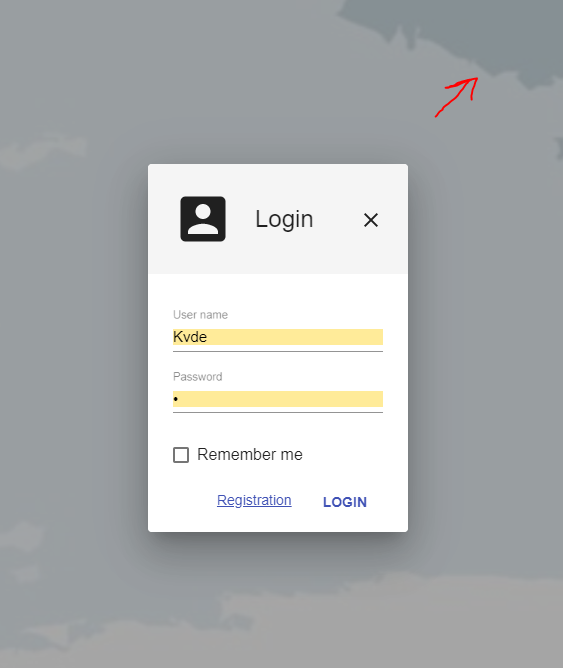 Login
User name
Kvde
Password
•
Remember me
Registration LOGIN